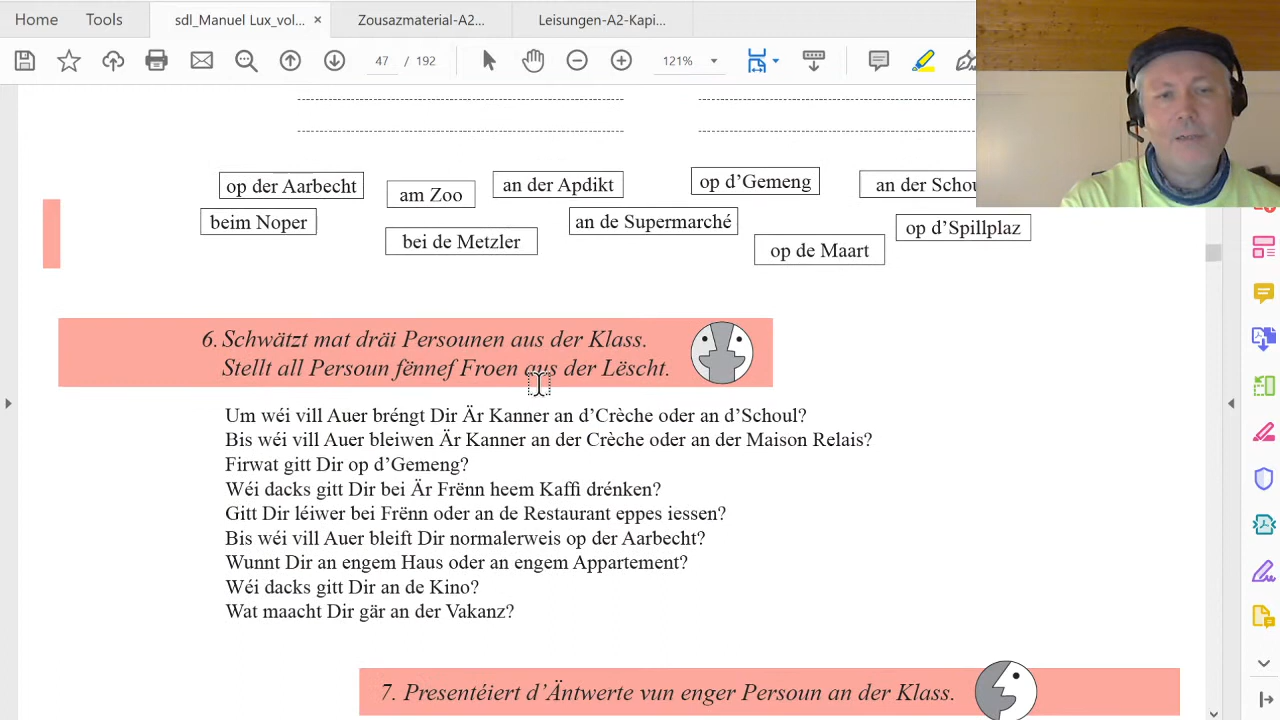 Home Tools sdl_Manuel Lux_vol... × Zousazmaterial-A2... Leisungen-A2-Kapi...
47 / 192 121%
op der Aarbecht am Zoo an der Apdikt op d'Gemeng an der Schou
beim Noper bei de Metzler an de Supermarché op de Maart op d'Spillplaz
6. Schwätzt mat dräi Persounen aus der Klass.
Stellt all Persoun fënnef Froen aus der Lëscht.
Um wéi vill Auer bréngt Dir Är Kanner an d'Crèche oder an d'Schoul?
Bis wéi vill Auer bleiwen Är Kanner an der Crèche oder an der Maison Relais?
Firwat gitt Dir op d'Gemeng?
Wéi dacks gitt Dir bei Är Frënn heem Kaffi drénken?
Gitt Dir léiwer bei Frënn oder an de Restaurant eppes iessen?
Bis wéi vill Auer bleift Dir normalerweis op der Aarbecht?
Wunnt Dir an engem Haus oder an engem Appartement?
Wéi dacks gitt Dir an de Kino?
Wat maacht Dir gär an der Vakanz?
7. Presentéiert d'Äntwerte vun enger Persoun an der Klass.